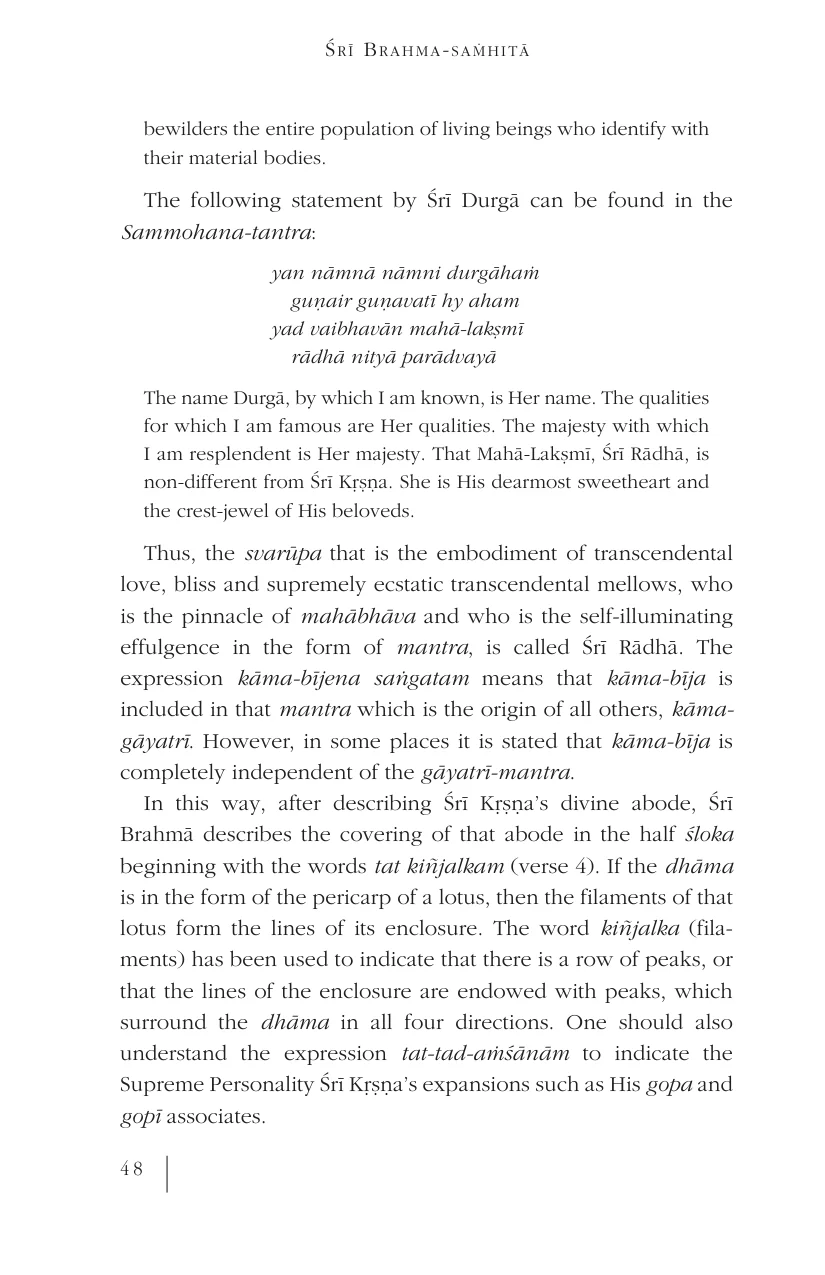 Śrī Brahma-saṁhitā
bewilders the entire population of living beings who identify with
their material bodies.
The following statement by Śrī Durgā can be found in the
Sammohana-tantra:
yan nāmnā nāmni durgāhaṁ
guṇair guṇavatī hy aham
yad vaibhavān mahā-lakṣmī
rādhā nityā parādvayā
The name Durgā, by which I am known, is Her name. The qualities
for which I am famous are Her qualities. The majesty with which
I am resplendent is Her majesty. That Mahā-Lakṣmī, Śrī Rādhā, is
non-different from Śrī Kṛṣṇa. She is His dearmost sweetheart and
the crest-jewel of His beloveds.
Thus, the svarūpa that is the embodiment of transcendental
love, bliss and supremely ecstatic transcendental mellows, who
is the pinnacle of mahābhāva and who is the self-illuminating
effulgence in the form of mantra, is called Śrī Rādhā. The
expression kāma-bījena saṅgatam means that kāma-bīja is
included in that mantra which is the origin of all others, kāma-
gāyatrī. However, in some places it is stated that kāma-bīja is
completely independent of the gāyatrī-mantra.
In this way, after describing Śrī Kṛṣṇa’s divine abode, Śrī
Brahmā describes the covering of that abode in the half śloka
beginning with the words tat kiñjalkam (verse 4). If the dhāma
is in the form of the pericarp of a lotus, then the filaments of that
lotus form the lines of its enclosure. The word kiñjalka (fila-
ments) has been used to indicate that there is a row of peaks, or
that the lines of the enclosure are endowed with peaks, which
surround the dhāma in all four directions. One should also
understand the expression tat-tad-aṁśānām to indicate the
Supreme Personality Śrī Kṛṣṇa’s expansions such as His gopa and
gopī associates.
48